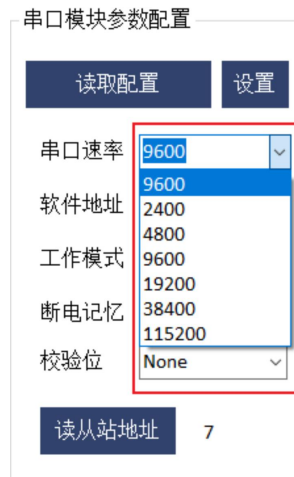 串口模块参数配置
读取配置 设置
串口速率 9600
9600
2400
软件地址
4800
工作模式 9600
19200
断电记忆 38400
115200
校验位 None
读从站地址 7